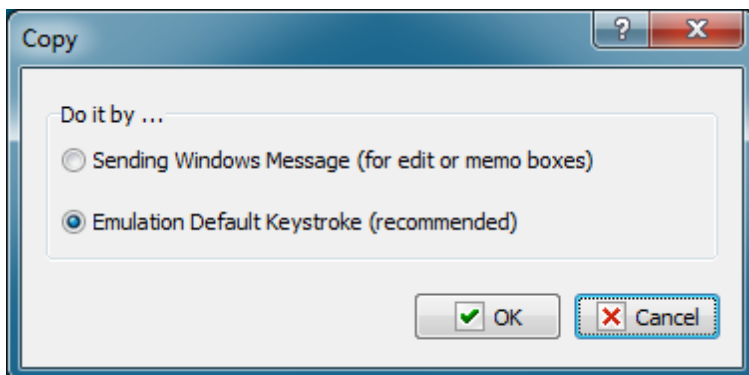 Copy
Do it by ...
Sending Windows Message (for edit or memo boxes)
Emulation Default Keystroke (recommended)
OK
Cancel